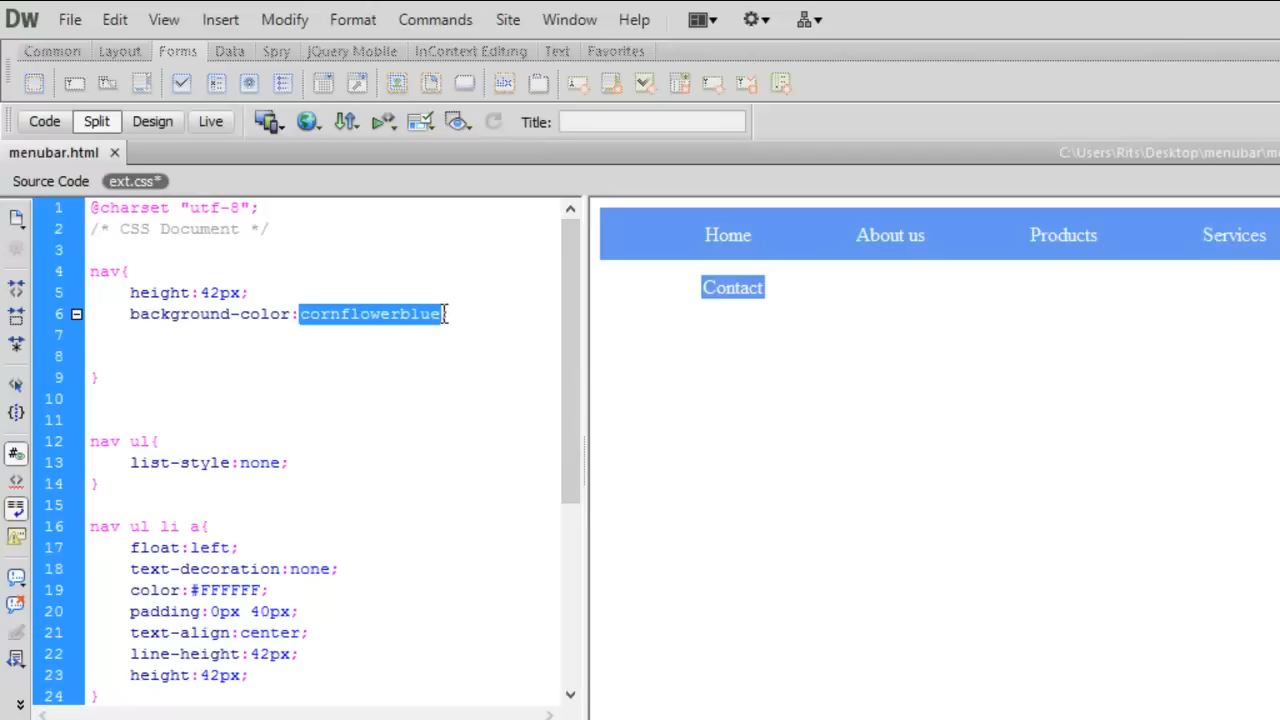 Dw File Edit View Insert Modify Format Commands Site Window Help
Common Layout Forms Data Spry jQuery Mobile InContext Editing Text Favorites
Code Split Design Live Title:
menubar.html × C:\Users\Rits\Desktop\menubar\m
Source Code ext.css*
1 @charset "utf-8";
2 /* CSS Document */
3
4 nav{
5 height:42px;
6 background-color:cornflowerblue;
7
8
9 }
10
11
12 nav ul{
13 list-style:none;
14 }
15
16 nav ul li a{
17 float:left;
18 text-decoration:none;
19 color:#FFFFFF;
20 padding:0px 40px;
21 text-align:center;
22 line-height:42px;
23 height:42px;
24 }
Home About us Products Services
Contact